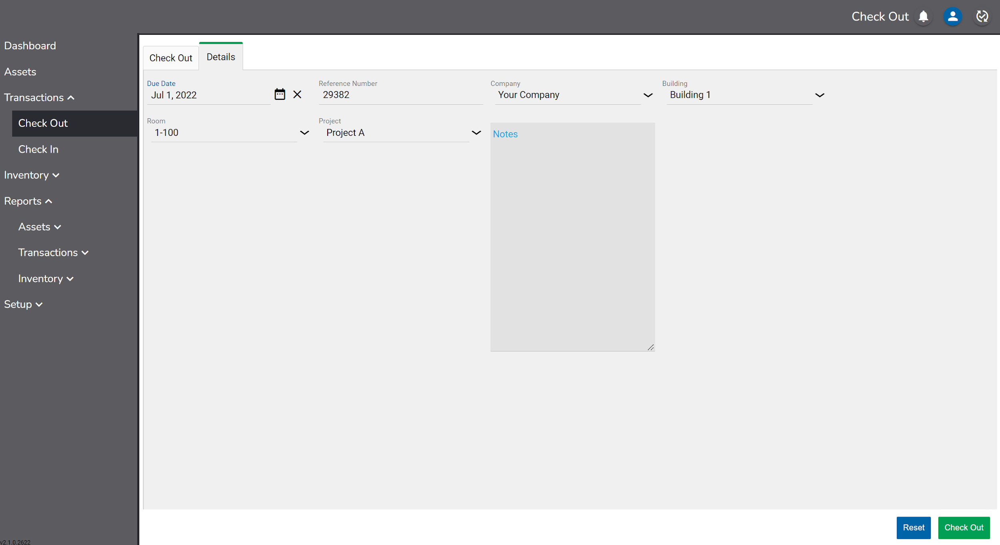 Check Out
Dashboard
Assets
Transactions
Check Out
Check In
Inventory
Reports
Assets
Transactions
Inventory
Setup
v2.1.0.2622
Check Out
Details
Due Date
Jul 1, 2022
Reference Number
29382
Company
Your Company
Building
Building 1
Room
1-100
Project
Project A
Notes
Reset
Check Out